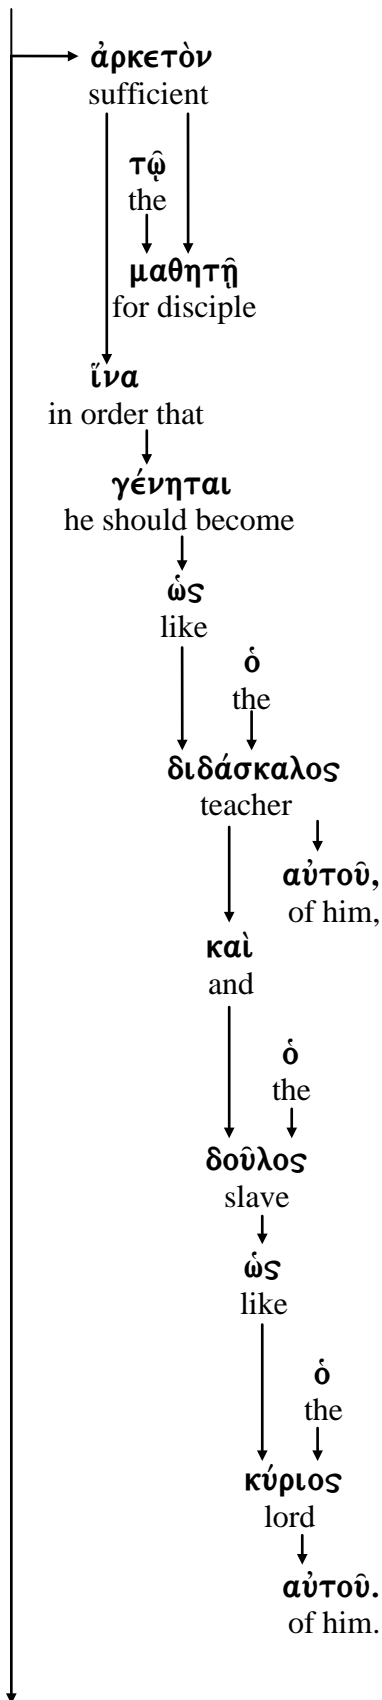 ἀρκετὸν
sufficient
τῷ
the
μαθητῇ
for disciple
ἵνα
in order that
γένηται
he should become
ὡς
like
ὁ
the
διδάσκαλος
teacher
αὐτοῦ,
of him,
καὶ
and
ὁ
the
δοῦλος
slave
ὡς
like
ὁ
the
κύριος
lord
αὐτοῦ.
of him.